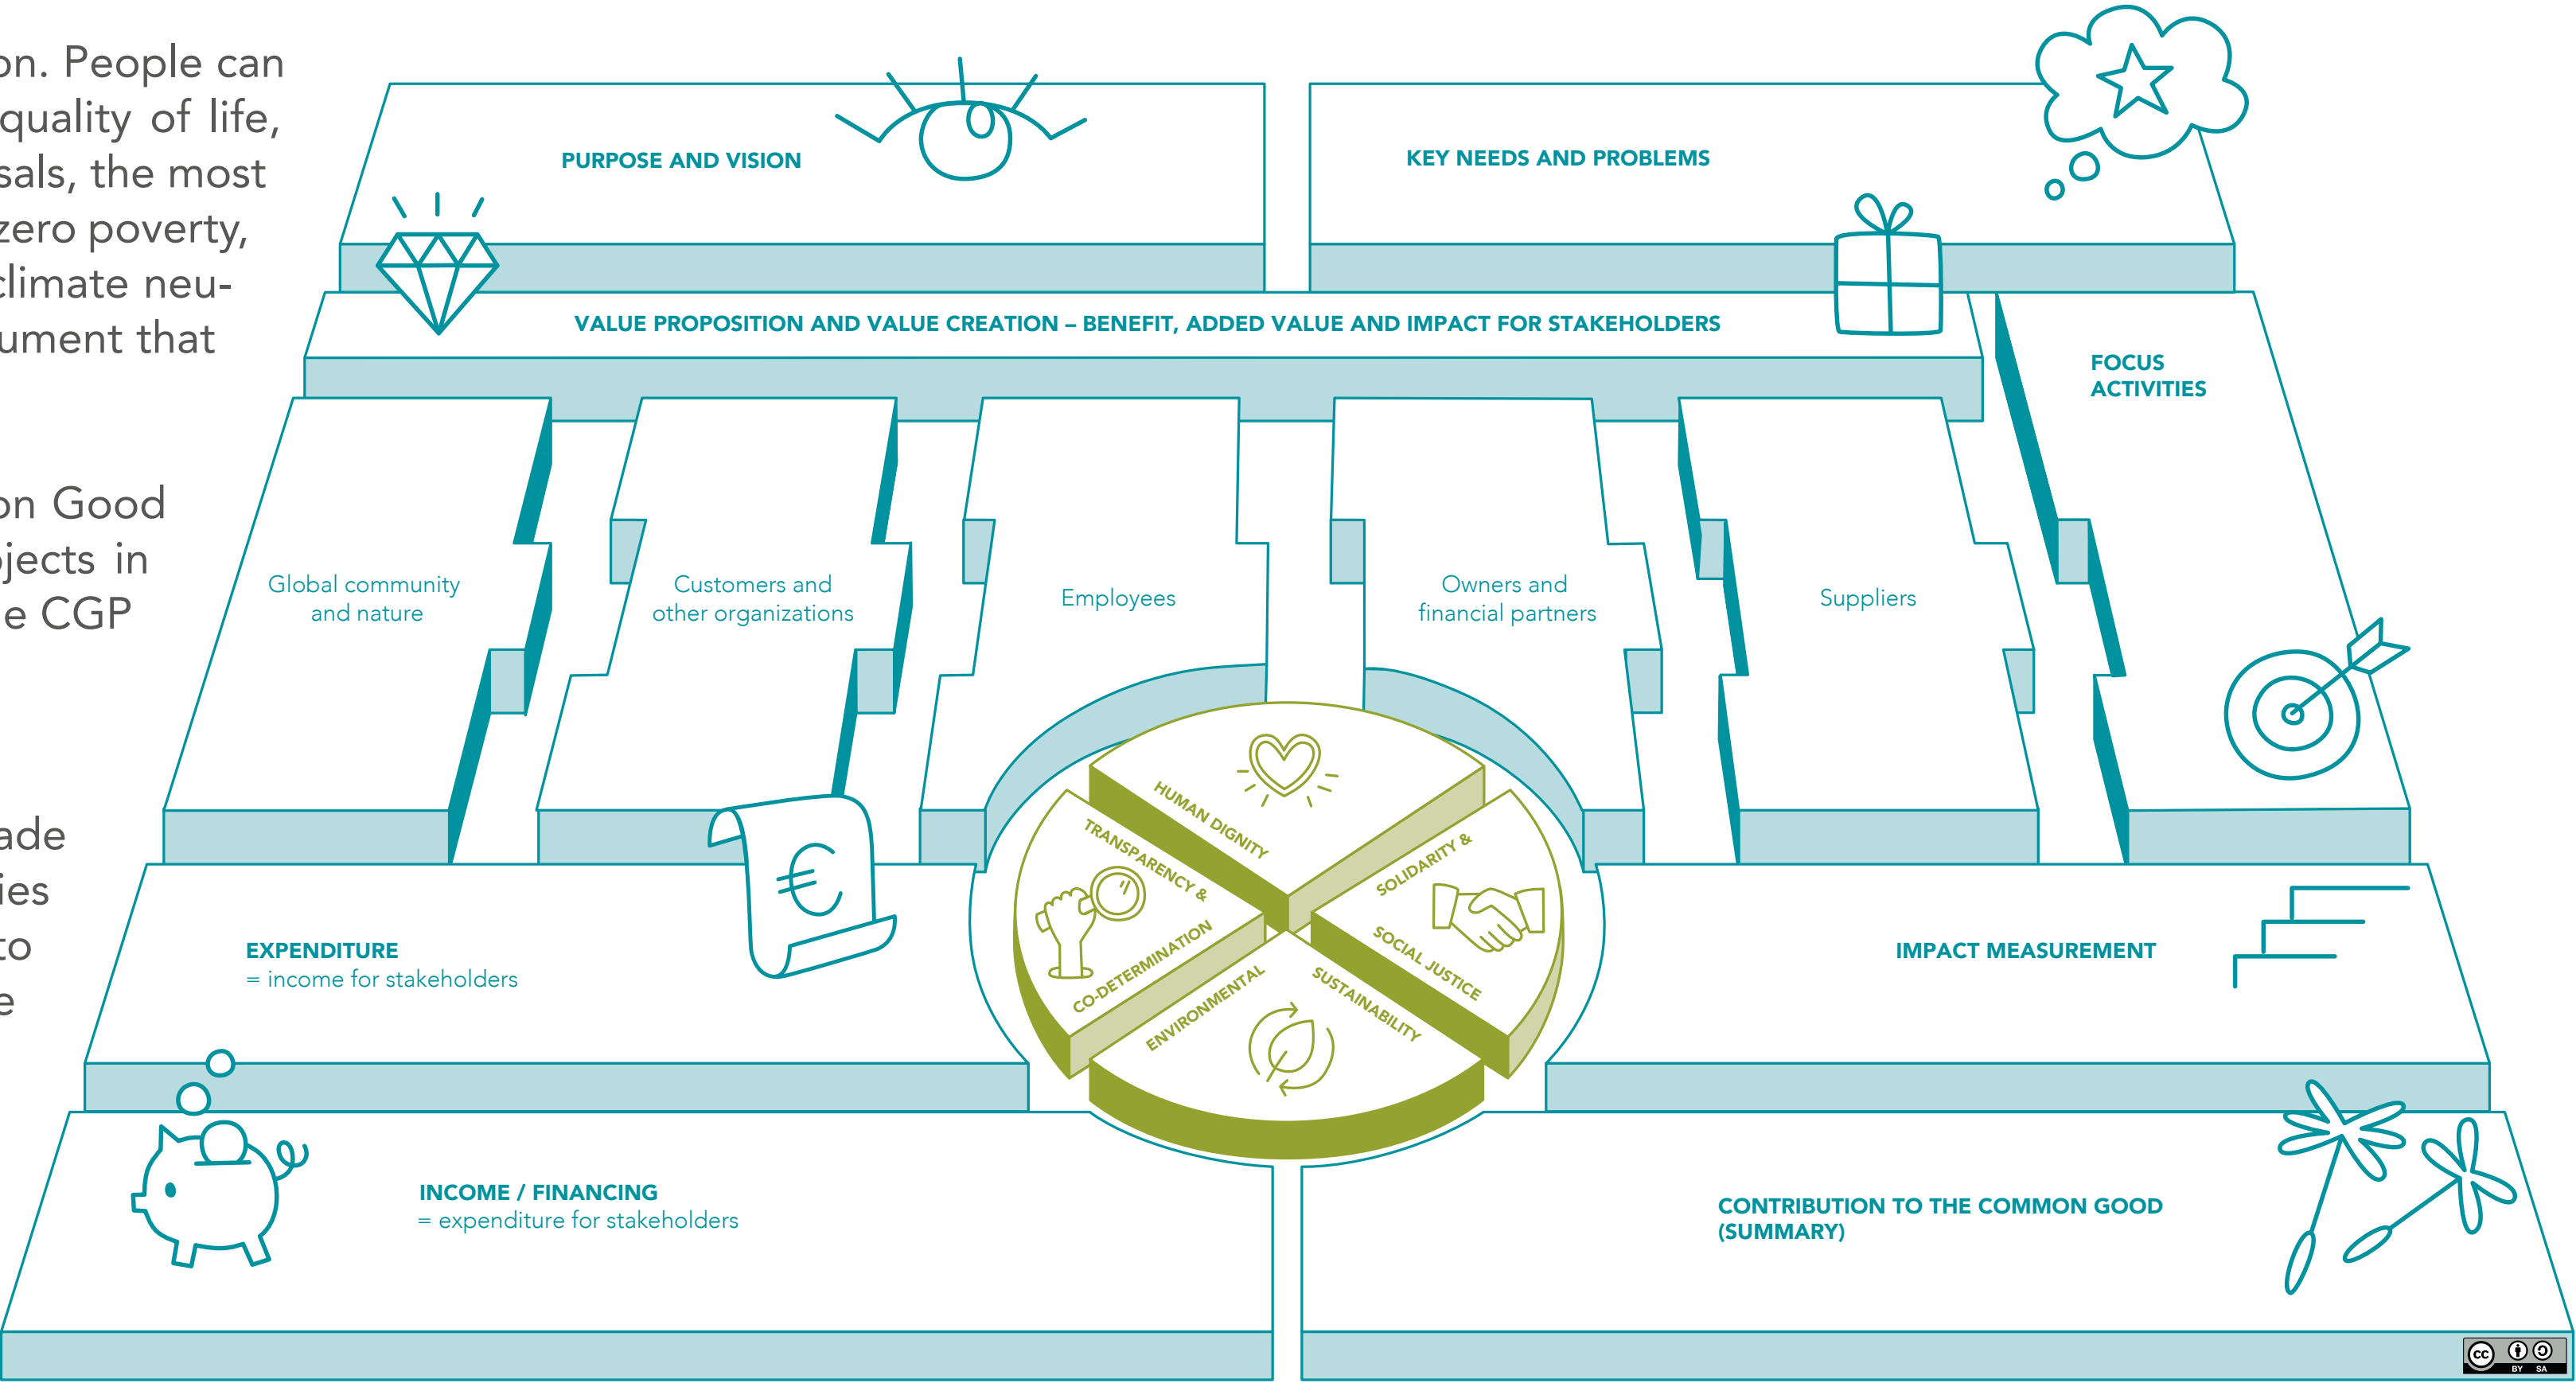 on. People can
quality of life,
sals, the most
zero poverty,
climate neu-
ument that
on Good
jects in
e CGP
ade
ies
to
e
PURPOSE AND VISION
KEY NEEDS AND PROBLEMS
VALUE PROPOSITION AND VALUE CREATION – BENEFIT, ADDED VALUE AND IMPACT FOR STAKEHOLDERS
FOCUS
ACTIVITIES
Global community
and nature
Customers and
other organizations
Employees
Owners and
financial partners
Suppliers
HUMAN DIGNITY
TRANSPARENCY &
CO-DETERMINATION
SOLIDARITY &
SOCIAL JUSTICE
ENVIRONMENTAL
SUSTAINABILITY
EXPENDITURE
= income for stakeholders
€
IMPACT MEASUREMENT
INCOME / FINANCING
= expenditure for stakeholders
CONTRIBUTION TO THE COMMON GOOD
(SUMMARY)
cc
BY SA